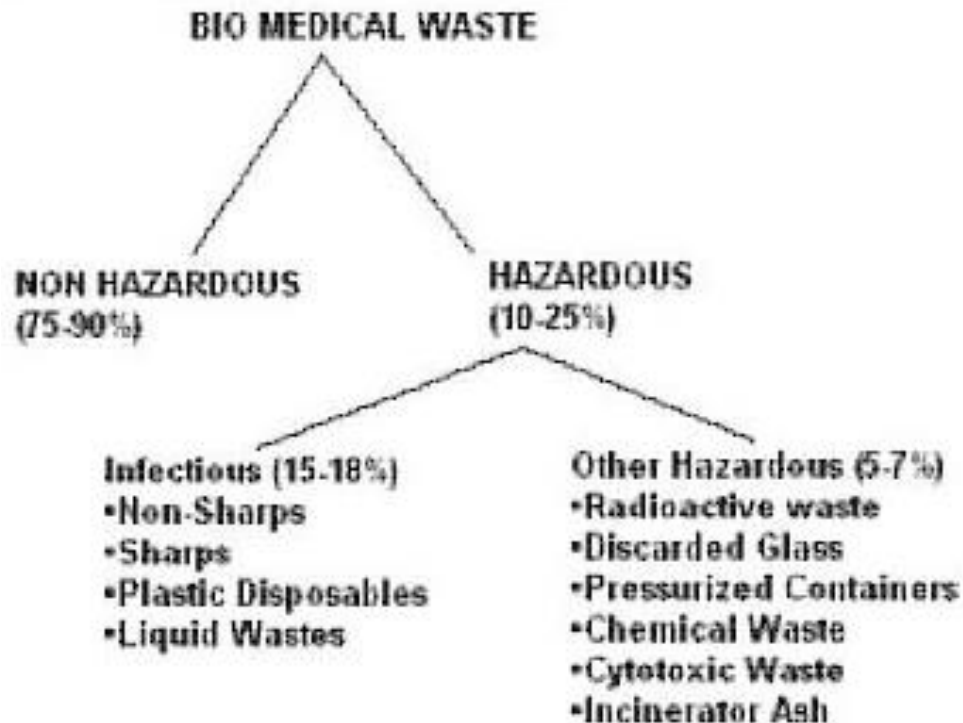 BIO MEDICAL WASTE
NON HAZARDOUS
(75-90%)
HAZARDOUS
(10-25%)
Infectious (15-18%)
•Non-Sharps
•Sharps
•Plastic Disposables
•Liquid Wastes
Other Hazardous (5-7%)
•Radioactive waste
•Discarded Glass
•Pressurized Containers
•Chemical Waste
•Cytotoxic Waste
•Incinerator Ash